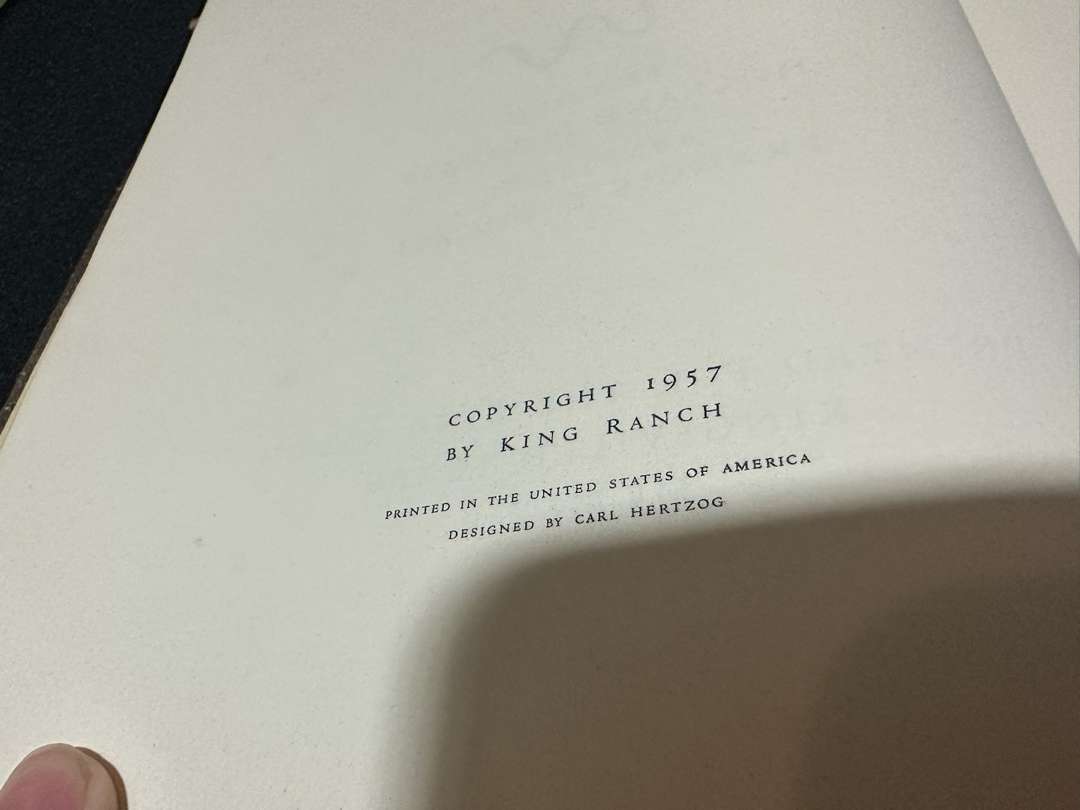 COPYRIGHT 1957
BY KING RANCH
PRINTED IN THE UNITED STATES OF AMERICA
DESIGNED BY CARL HERTZOG